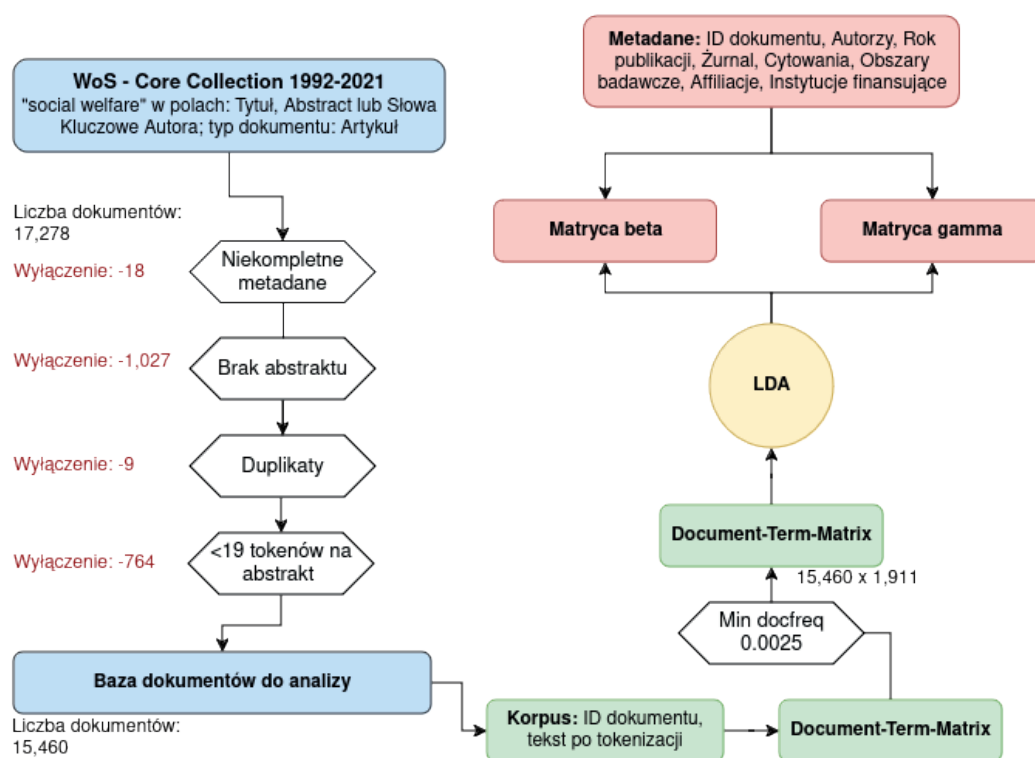 WoS - Core Collection 1992-2021
"social welfare" w polach: Tytuł, Abstract lub Słowa
Kluczowe Autora; typ dokumentu: Artykuł
Liczba dokumentów:
17,278
Wyłączenie: -18
Niekompletne
metadane
Wyłączenie: -1,027
Brak abstraktu
Wyłączenie: -9
Duplikaty
Wyłączenie: -764
<19 tokenów na
abstrakt
Baza dokumentów do analizy
Liczba dokumentów:
15,460
Korpus: ID dokumentu,
tekst po tokenizacji
Document-Term-Matrix
Min docfreq
0.0025
15,460 x 1,911
Document-Term-Matrix
LDA
Matryca beta
Matryca gamma
Metadane: ID dokumentu, Autorzy, Rok
publikacji, Żurnal, Cytowania, Obszary
badawcze, Affiliacje, Instytucje finansujące